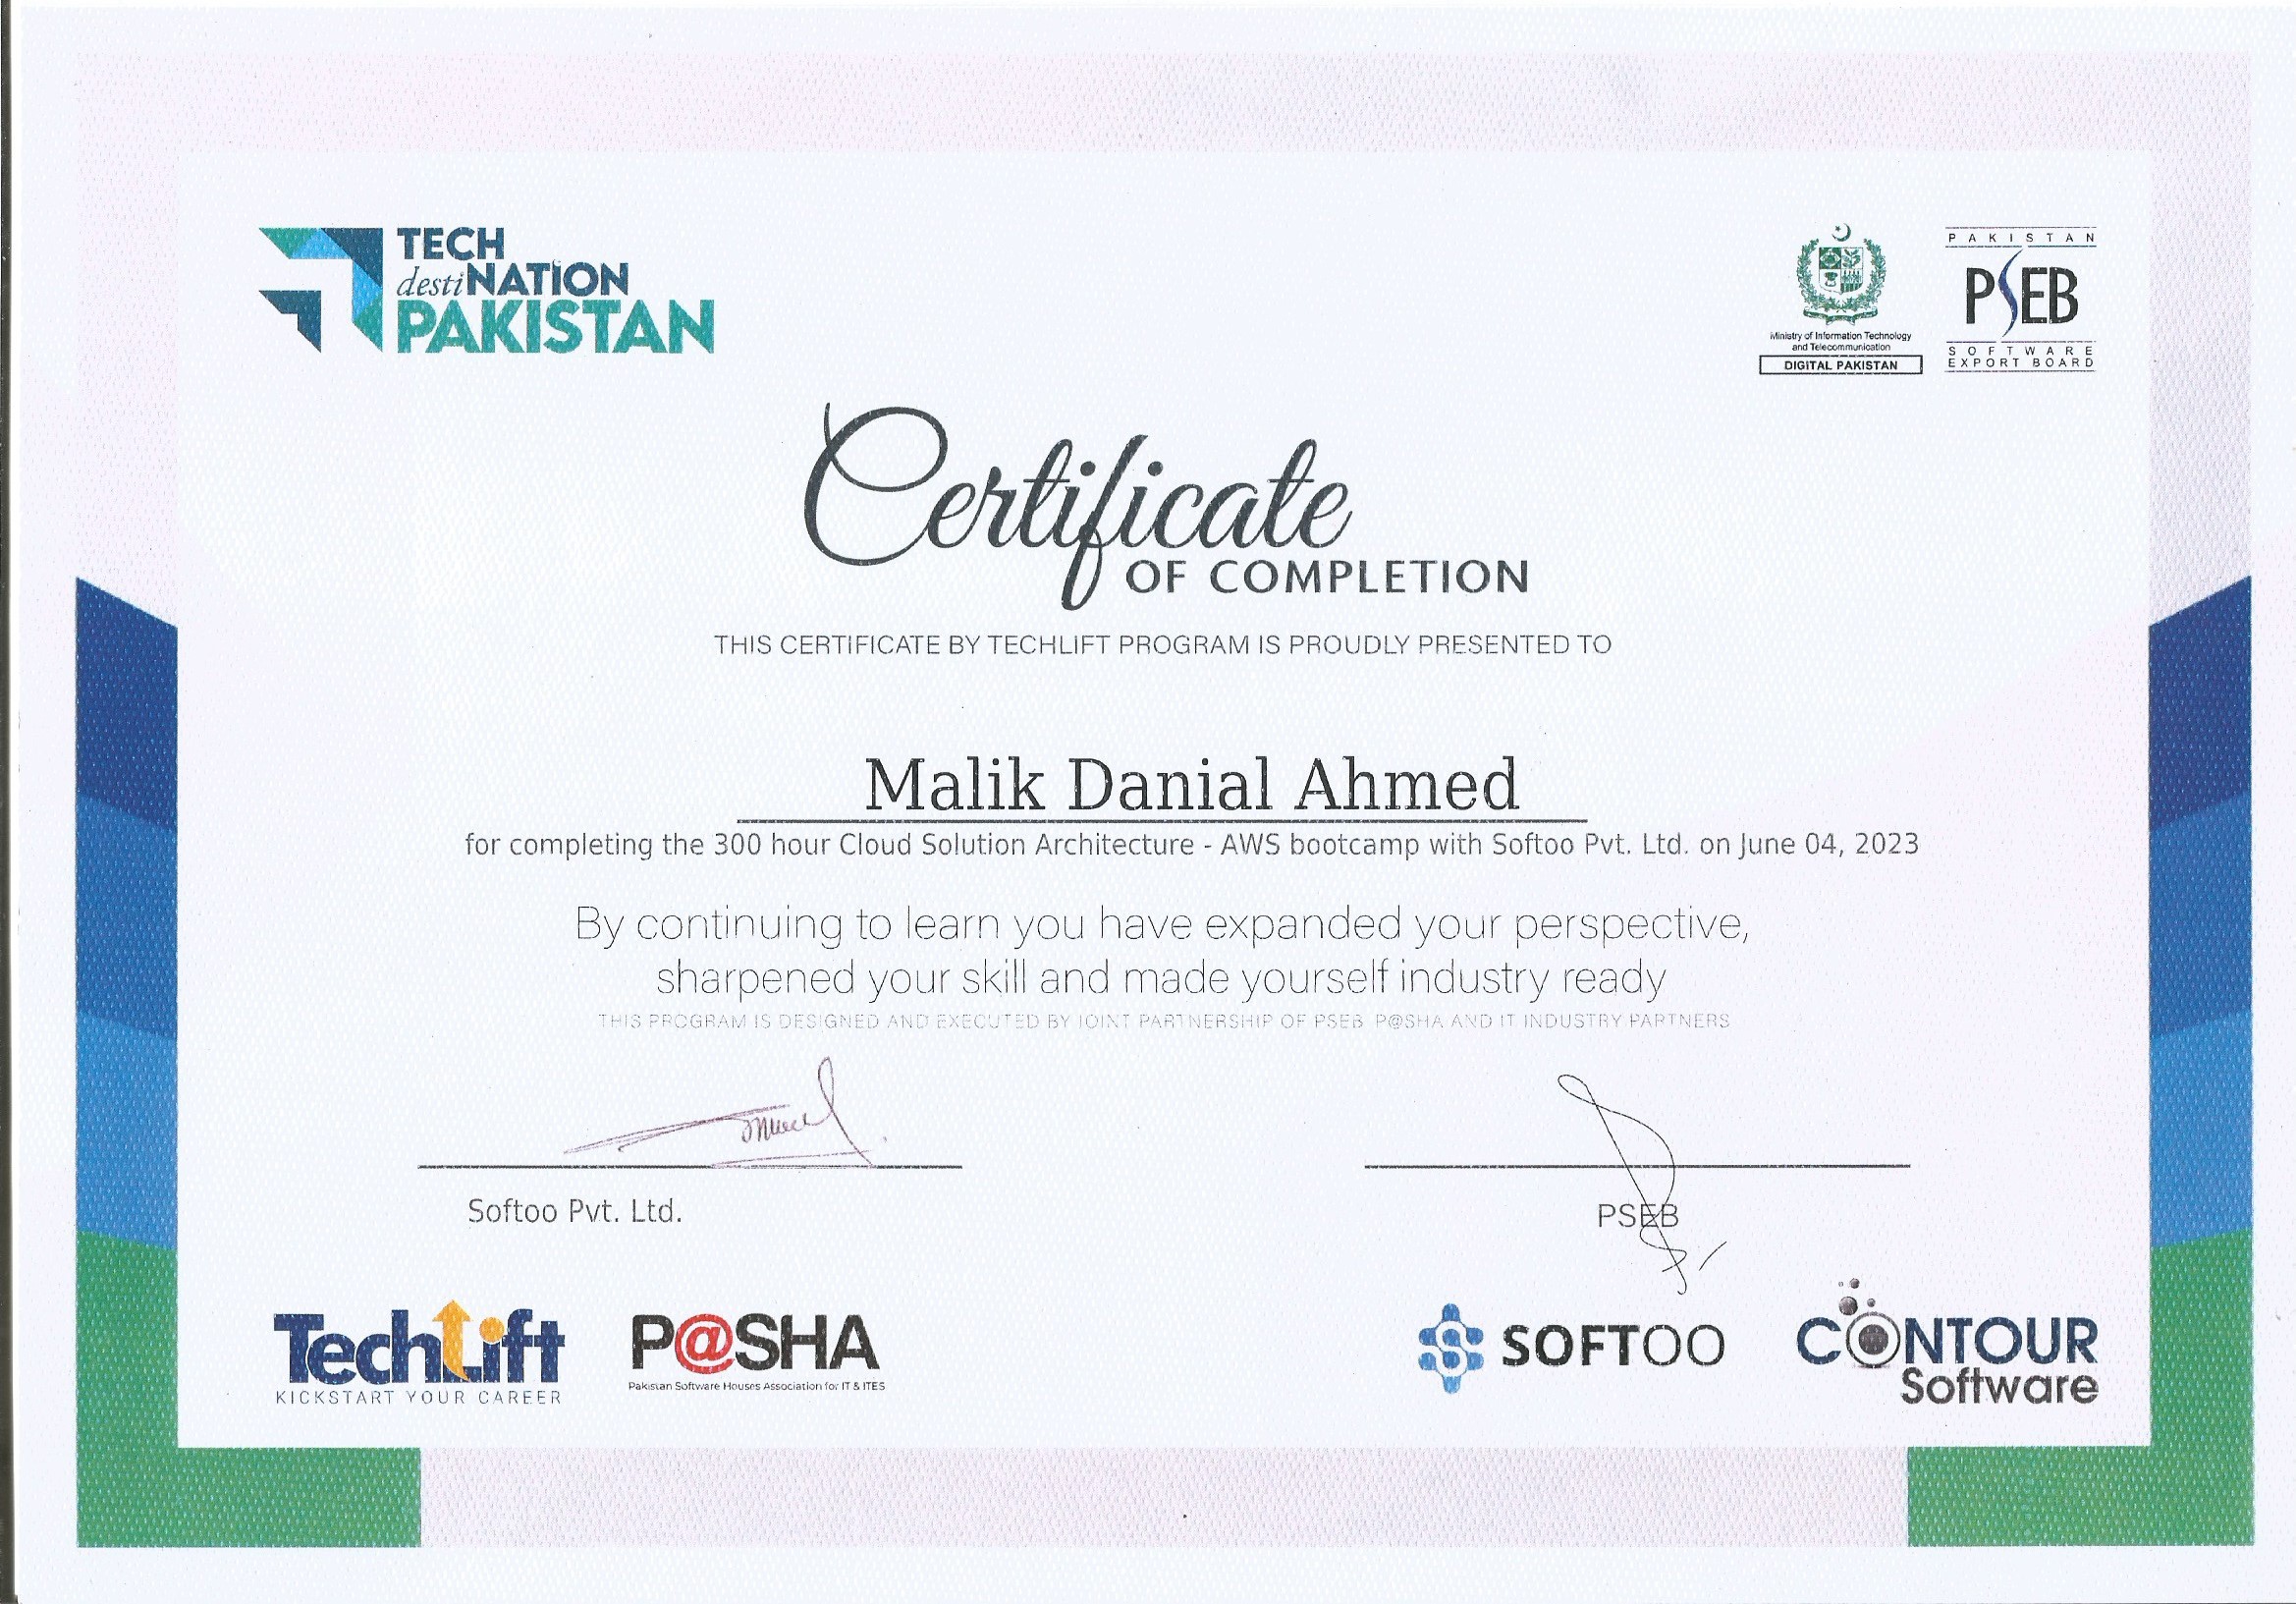 TECH
destiNATION
PAKISTAN
Ministry of Information Technology
and Telecommunication
DIGITAL PAKISTAN
PAKISTAN
PSEB
SOFTWARE
EXPORT BOARD
Certificate
OF COMPLETION
THIS CERTIFICATE BY TECHLIFT PROGRAM IS PROUDLY PRESENTED TO
Malik Danial Ahmed
for completing the 300 hour Cloud Solution Architecture - AWS bootcamp with Softoo Pvt. Ltd. on June 04, 2023
By continuing to learn you have expanded your perspective,
sharpened your skill and made yourself industry ready
THIS PROGRAM IS DESIGNED AND EXECUTED BY JOINT PARTNERSHIP OF PSEB P@SHA AND IT INDUSTRY PARTNERS
Softoo Pvt. Ltd.
PSEB
TechLift
KICKSTART YOUR CAREER
P@SHA
Pakistan Software Houses Association for IT & ITES
SOFTOO
CONTOUR
Software